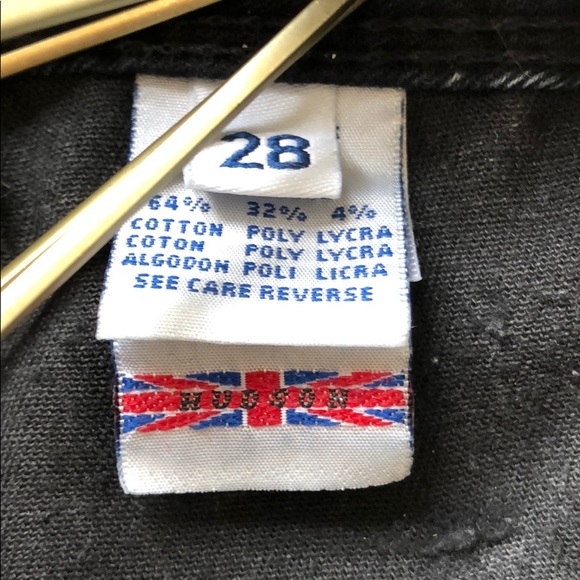 28
64% 32% 4%
COTTON POLY LYCRA
COTON POLY LYCRA
ALGODON POLI LICRA
SEE CARE REVERSE
HUDSON